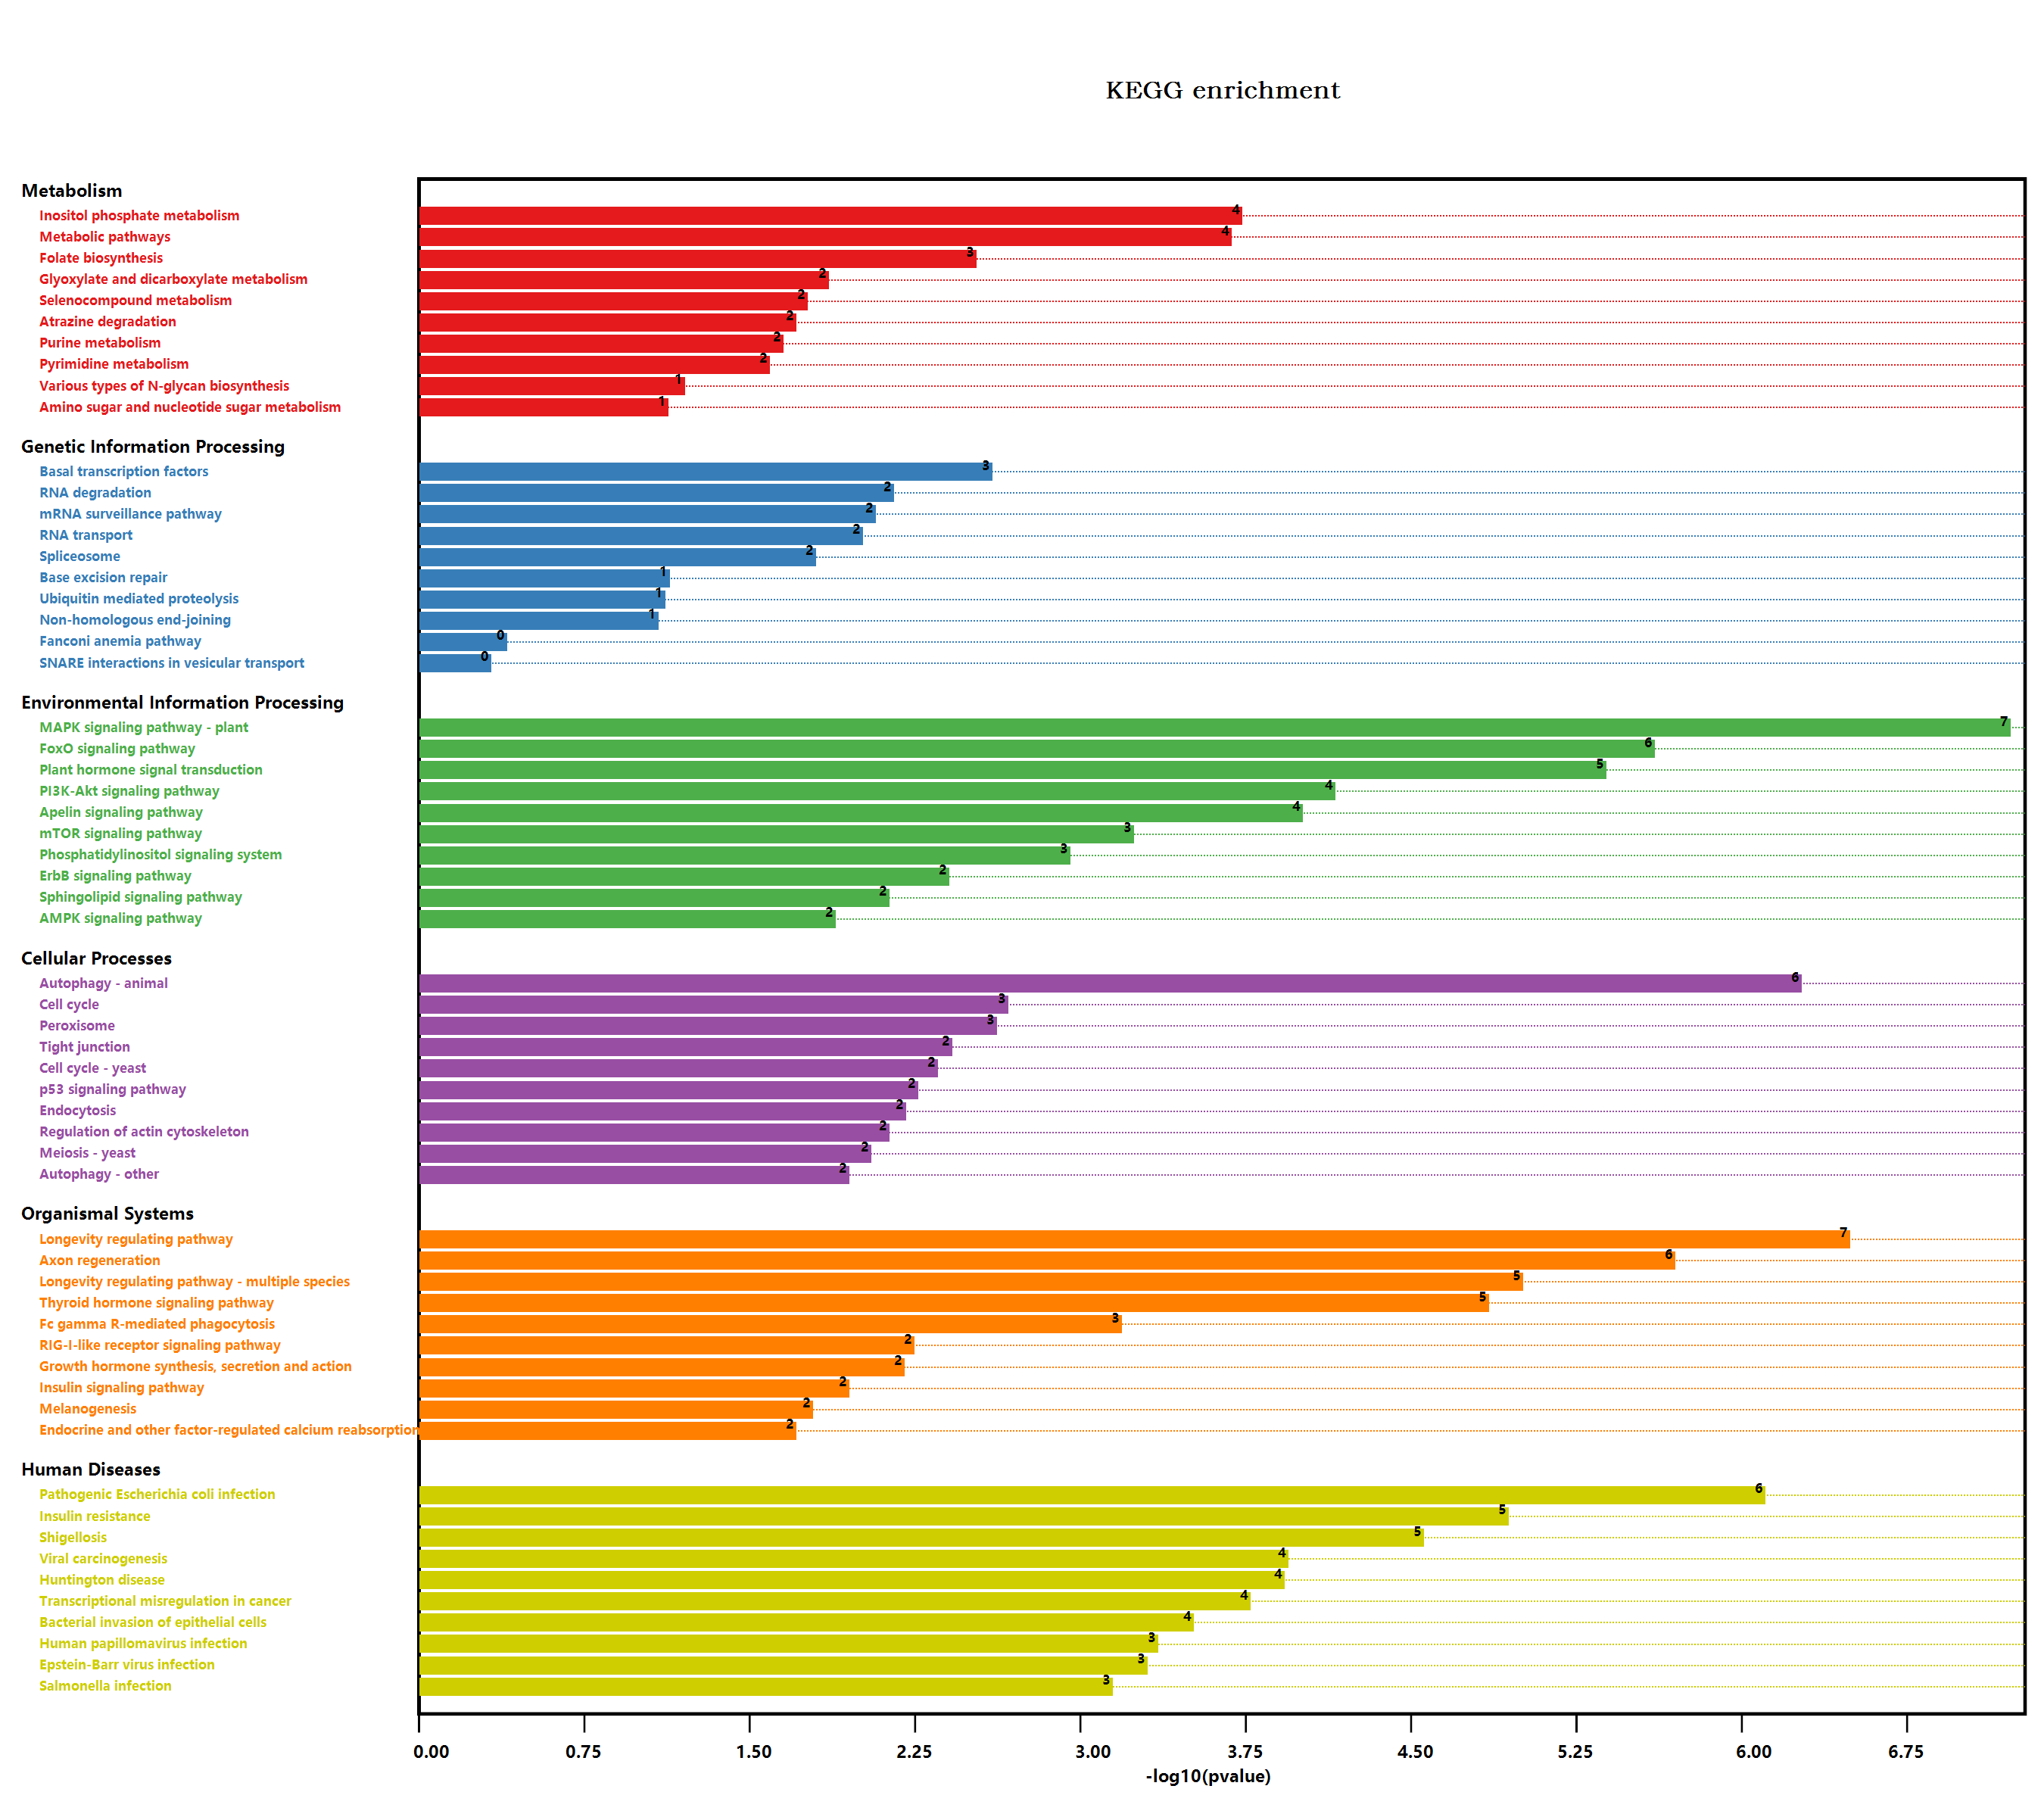 KEGG enrichment
Metabolism
Inositol phosphate metabolism 4
Metabolic pathways 4
Folate biosynthesis 3
Glyoxylate and dicarboxylate metabolism 2
Selenocompound metabolism 2
Atrazine degradation 2
Purine metabolism 2
Pyrimidine metabolism 2
Various types of N-glycan biosynthesis 1
Amino sugar and nucleotide sugar metabolism 1
Genetic Information Processing
Basal transcription factors 3
RNA degradation 2
mRNA surveillance pathway 2
RNA transport 2
Spliceosome 2
Base excision repair 1
Ubiquitin mediated proteolysis 1
Non-homologous end-joining 1
Fanconi anemia pathway 0
SNARE interactions in vesicular transport 0
Environmental Information Processing
MAPK signaling pathway - plant 7
FoxO signaling pathway 6
Plant hormone signal transduction 5
PI3K-Akt signaling pathway 4
Apelin signaling pathway 4
mTOR signaling pathway 3
Phosphatidylinositol signaling system 3
ErbB signaling pathway 2
Sphingolipid signaling pathway 2
AMPK signaling pathway 2
Cellular Processes
Autophagy - animal 6
Cell cycle 3
Peroxisome 3
Tight junction 2
Cell cycle - yeast 2
p53 signaling pathway 2
Endocytosis 2
Regulation of actin cytoskeleton 2
Meiosis - yeast 2
Autophagy - other 2
Organismal Systems
Longevity regulating pathway 7
Axon regeneration 6
Longevity regulating pathway - multiple species 5
Thyroid hormone signaling pathway 5
Fc gamma R-mediated phagocytosis 3
RIG-I-like receptor signaling pathway 2
Growth hormone synthesis, secretion and action 2
Insulin signaling pathway 2
Melanogenesis 2
Endocrine and other factor-regulated calcium reabsorption 2
Human Diseases
Pathogenic Escherichia coli infection 6
Insulin resistance 5
Shigellosis 5
Viral carcinogenesis 4
Huntington disease 4
Transcriptional misregulation in cancer 4
Bacterial invasion of epithelial cells 4
Human papillomavirus infection 3
Epstein-Barr virus infection 3
Salmonella infection 3
0.00 0.75 1.50 2.25 3.00 3.75 4.50 5.25 6.00 6.75
-log10(pvalue)